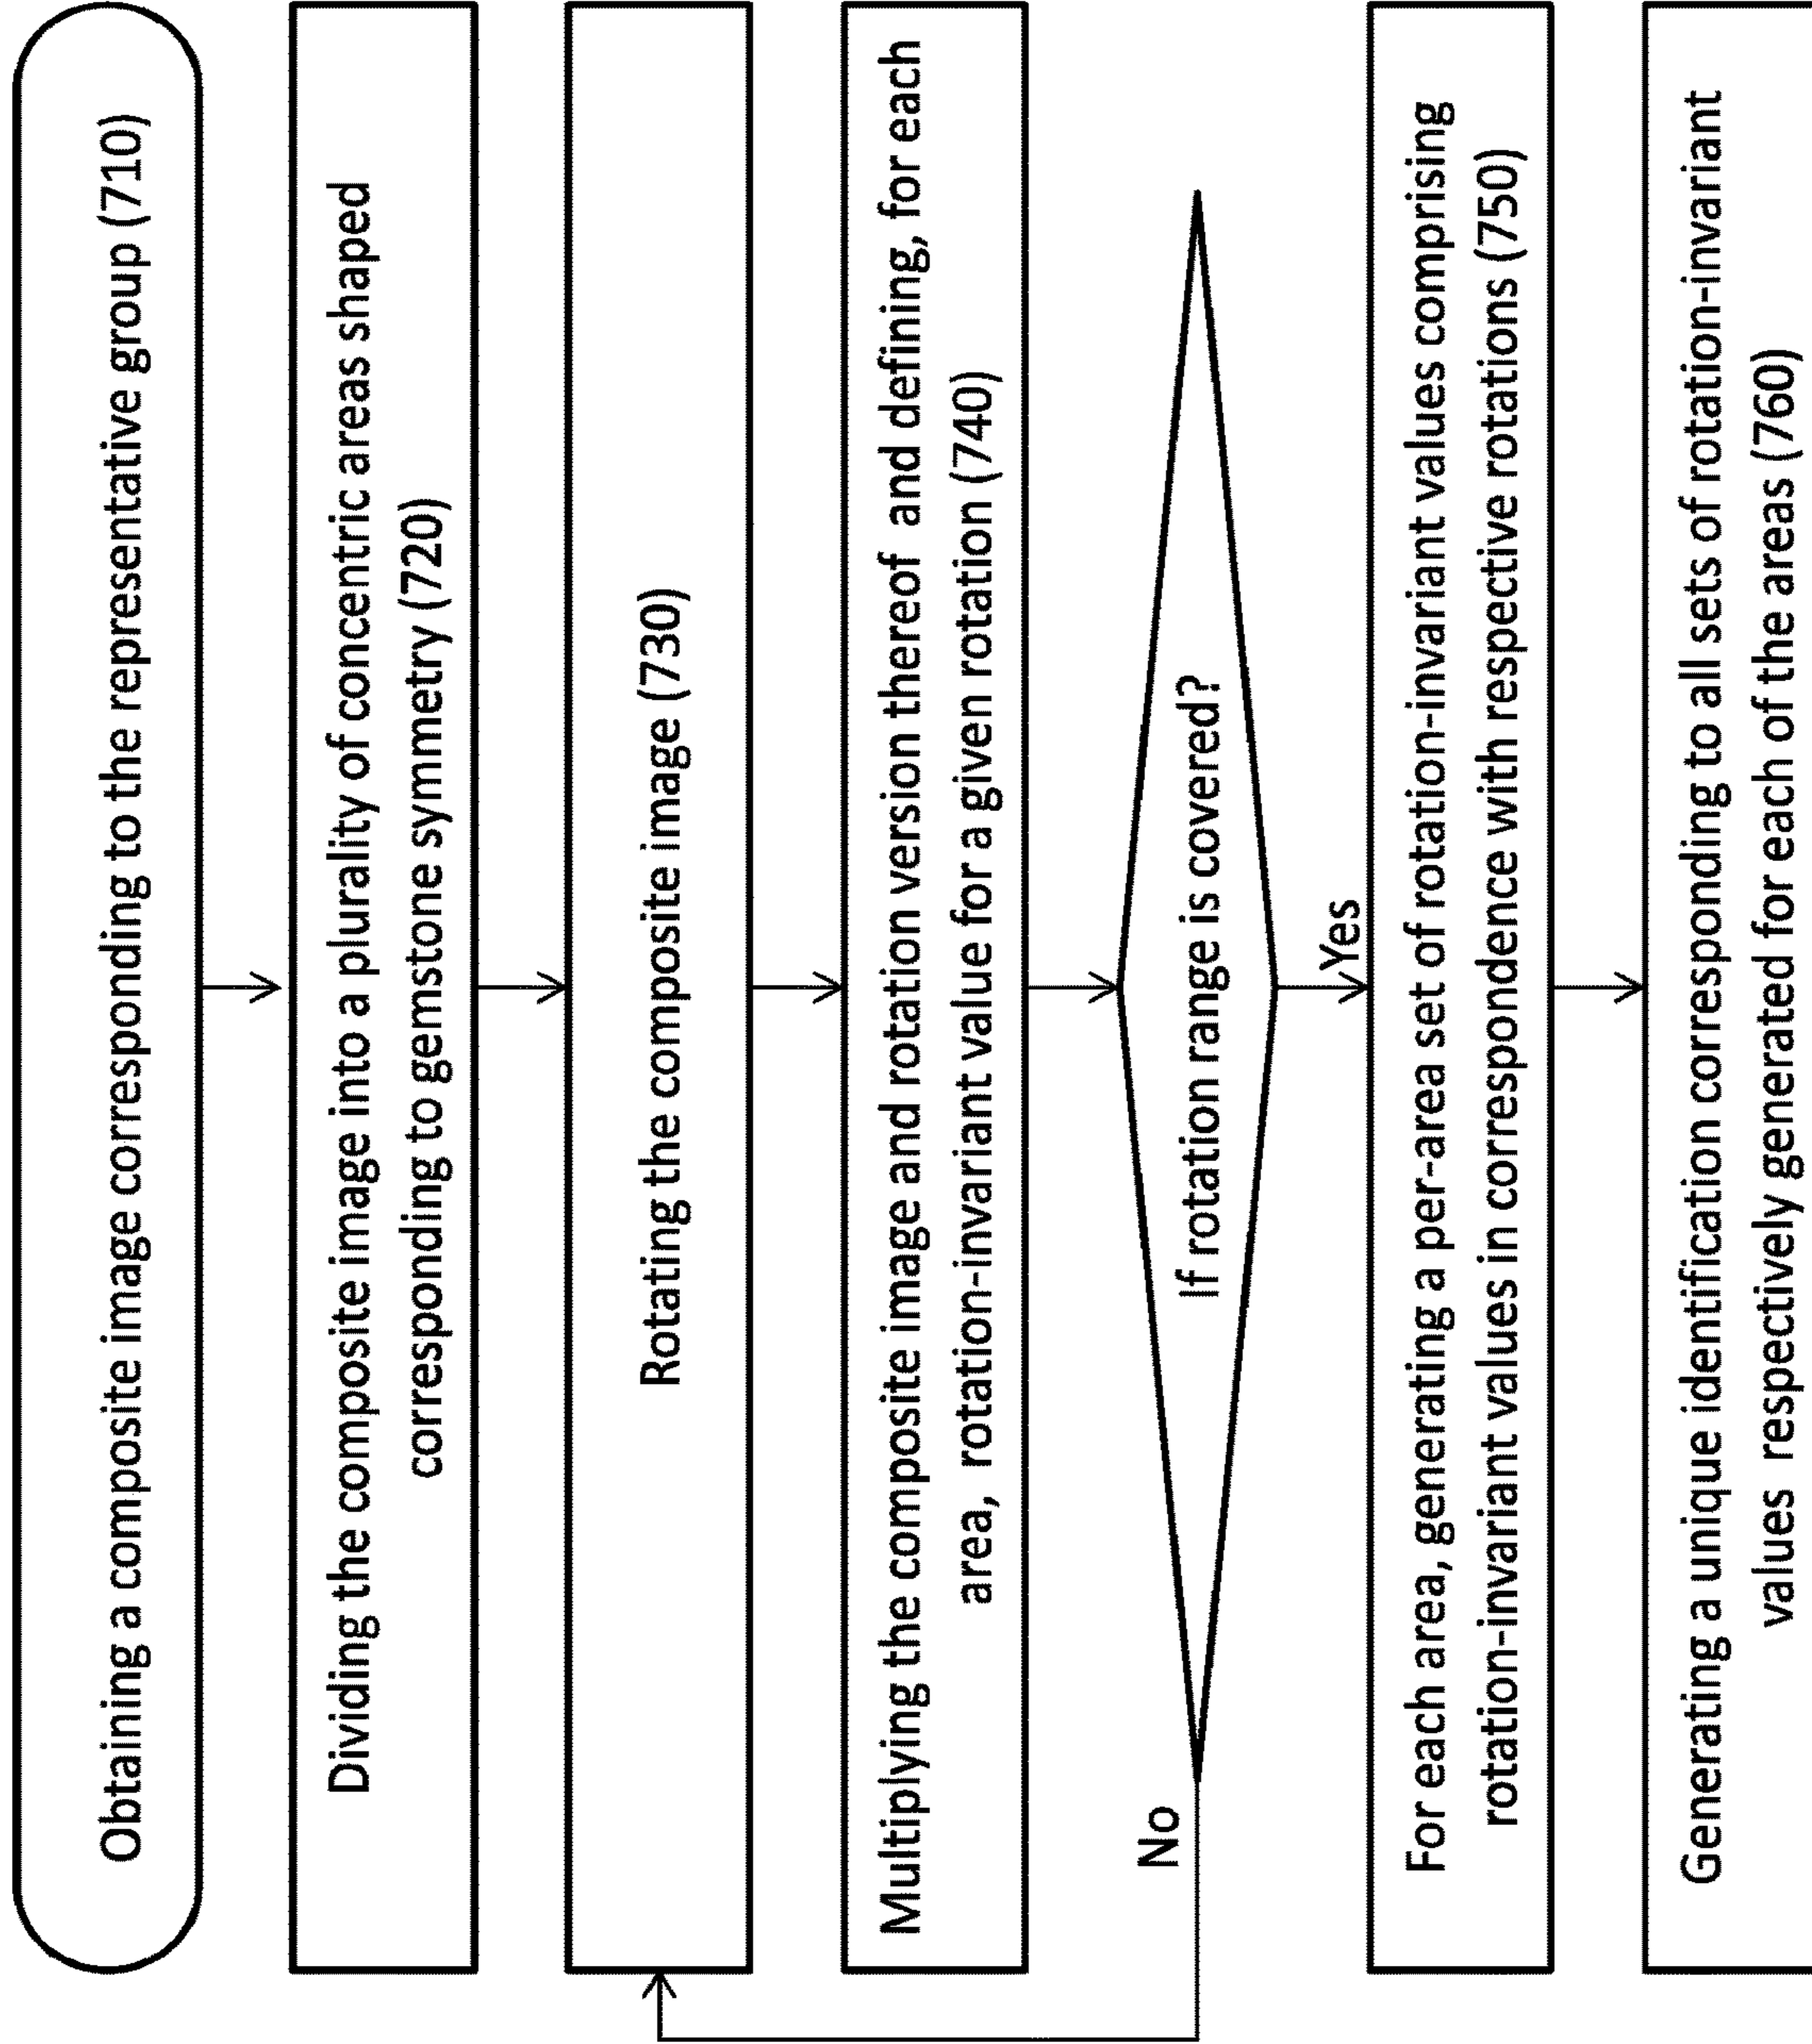 Obtaining a composite image corresponding to the representative group (710)
Dividing the composite image into a plurality of concentric areas shaped
corresponding to gemstone symmetry (720)
Rotating the composite image (730)
Multiplying the composite image and rotation version thereof and defining, for each
area, rotation-invariant value for a given rotation (740)
If rotation range is covered?
No
Yes
For each area, generating a per-area set of rotation-invariant values comprising
rotation-invariant values in correspondence with respective rotations (750)
Generating a unique identification corresponding to all sets of rotation-invariant
values respectively generated for each of the areas (760)